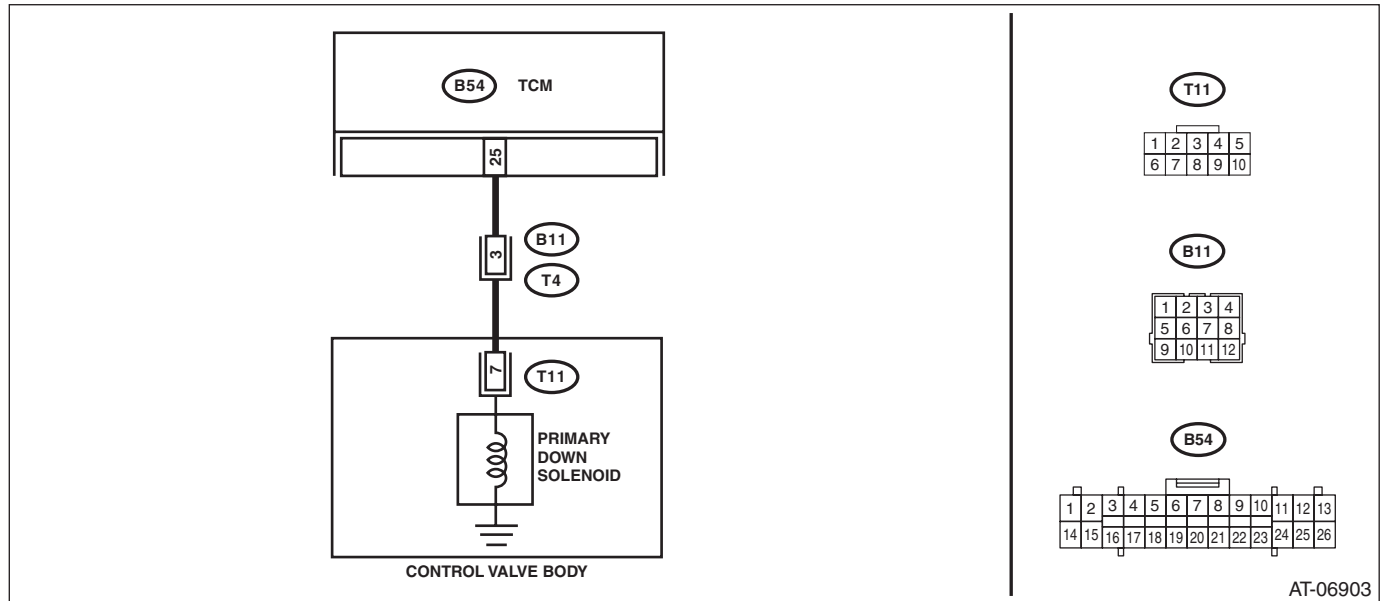 B54 TCM
25
3
B11
T4
7
T11
PRIMARY
DOWN
SOLENOID
CONTROL VALVE BODY
T11
1 2 3 4 5
6 7 8 9 10
B11
1 2 3 4
5 6 7 8
9 10 11 12
B54
1 2 3 4 5 6 7 8 9 10 11 12 13
14 15 16 17 18 19 20 21 22 23 24 25 26
AT-06903